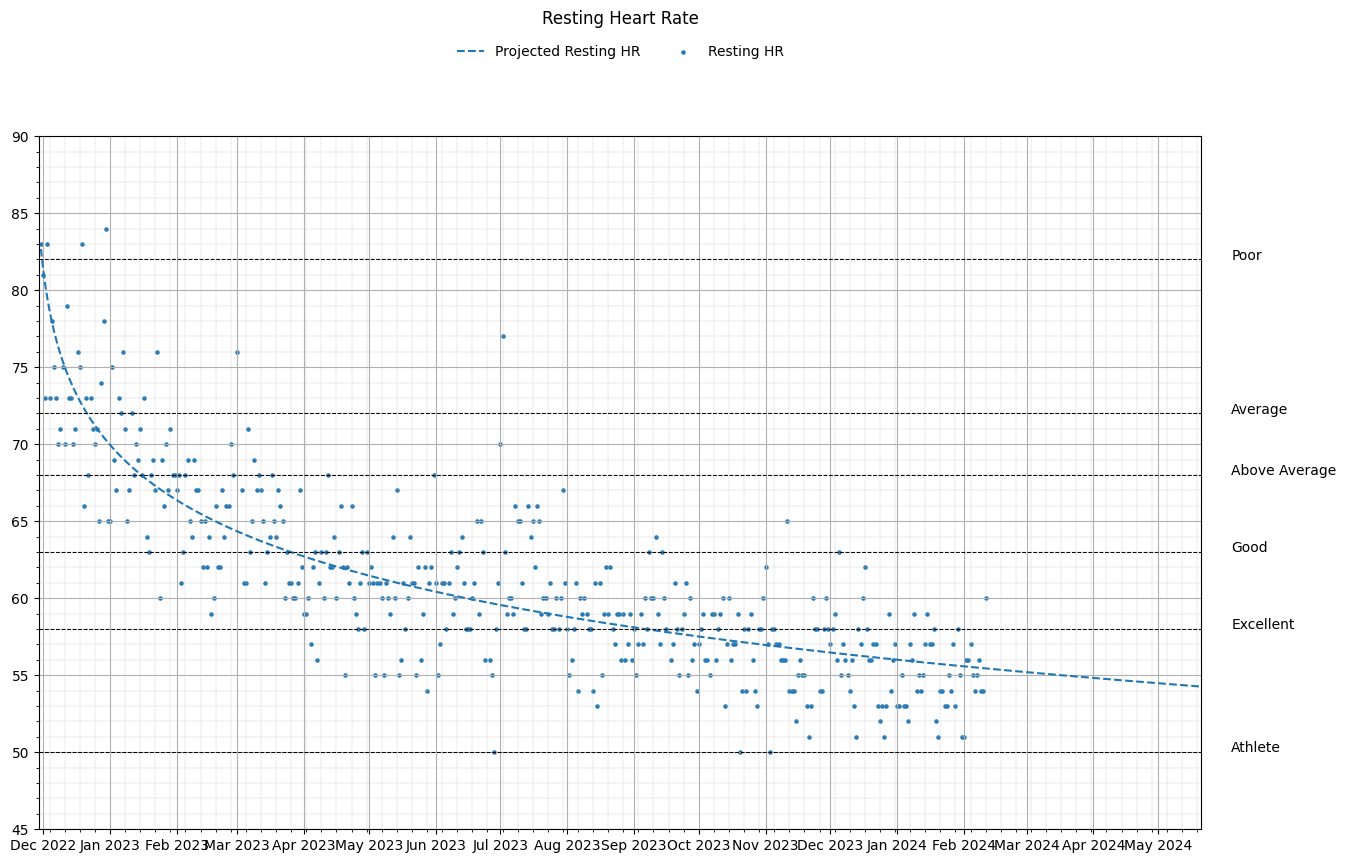 Resting Heart Rate
Projected Resting HR Resting HR
90
85
Poor
80
75
Average
70
Above Average
65
Good
60
Excellent
55
50
Athlete
45
Dec 2022 Jan 2023 Feb 2023 Mar 2023 Apr 2023 May 2023 Jun 2023 Jul 2023 Aug 2023 Sep 2023 Oct 2023 Nov 2023 Dec 2023 Jan 2024 Feb 2024 Mar 2024 Apr 2024 May 2024